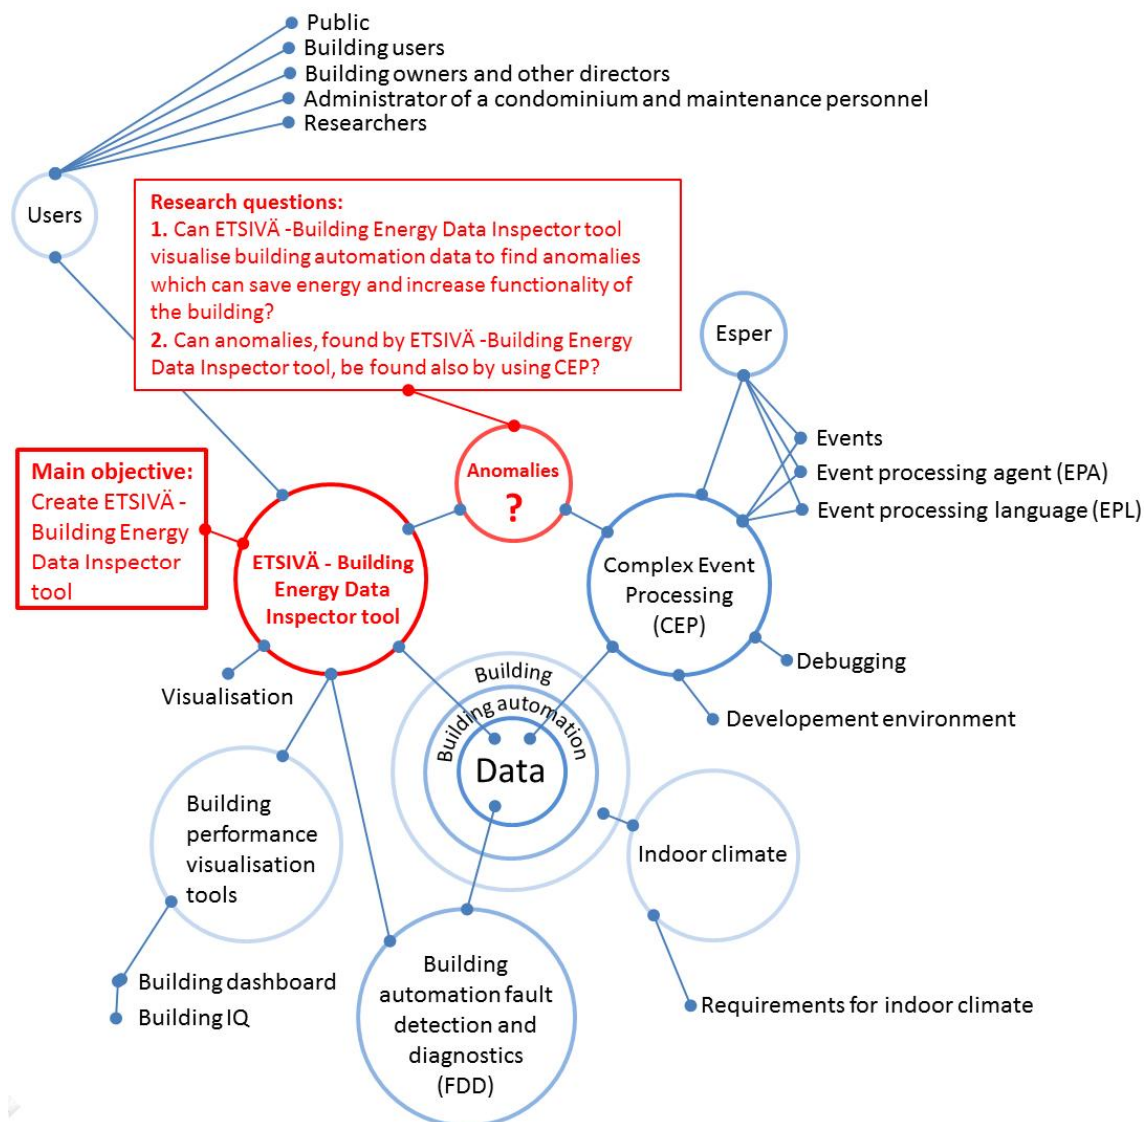 Public
Building users
Building owners and other directors
Administrator of a condominium and maintenance personnel
Researchers
Users
Research questions:
1. Can ETSIVÄ -Building Energy Data Inspector tool
visualise building automation data to find anomalies
which can save energy and increase functionality of
the building?
2. Can anomalies, found by ETSIVÄ -Building Energy
Data Inspector tool, be found also by using CEP?
Esper
Events
Event processing agent (EPA)
Event processing language (EPL)
Main objective:
Create ETSIVÄ -
Building Energy
Data Inspector
tool
Anomalies
?
ETSIVÄ - Building
Energy Data
Inspector tool
Complex Event
Processing
(CEP)
Debugging
Developement environment
Visualisation
Building
Building automation
Data
Building
performance
visualisation
tools
Indoor climate
Building dashboard
Building IQ
Building
automation fault
detection and
diagnostics
(FDD)
Requirements for indoor climate